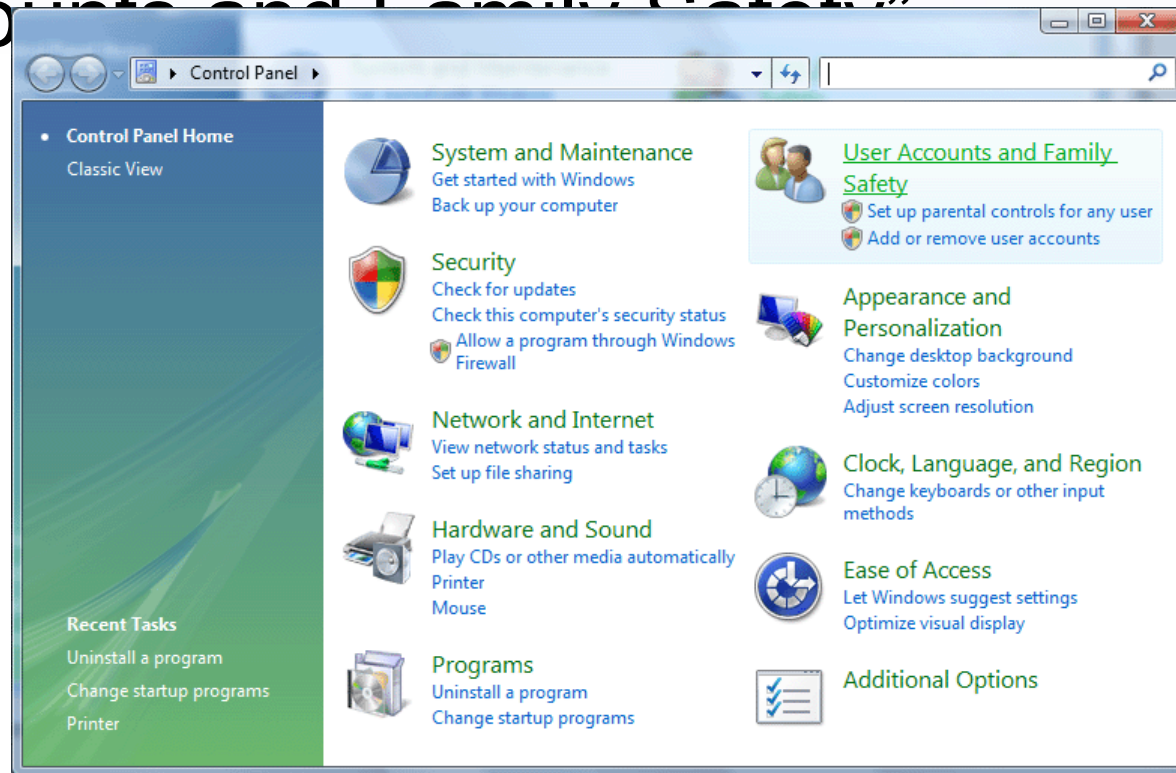 and Family Safety”
Control Panel
Control Panel Home
Classic View
Recent Tasks
Uninstall a program
Change startup programs
Printer
System and Maintenance
Get started with Windows
Back up your computer
Security
Check for updates
Check this computer's security status
Allow a program through Windows
Firewall
Network and Internet
View network status and tasks
Set up file sharing
Hardware and Sound
Play CDs or other media automatically
Printer
Mouse
Programs
Uninstall a program
Change startup programs
User Accounts and Family
Safety
Set up parental controls for any user
Add or remove user accounts
Appearance and
Personalization
Change desktop background
Customize colors
Adjust screen resolution
Clock, Language, and Region
Change keyboards or other input
methods
Ease of Access
Let Windows suggest settings
Optimize visual display
Additional Options